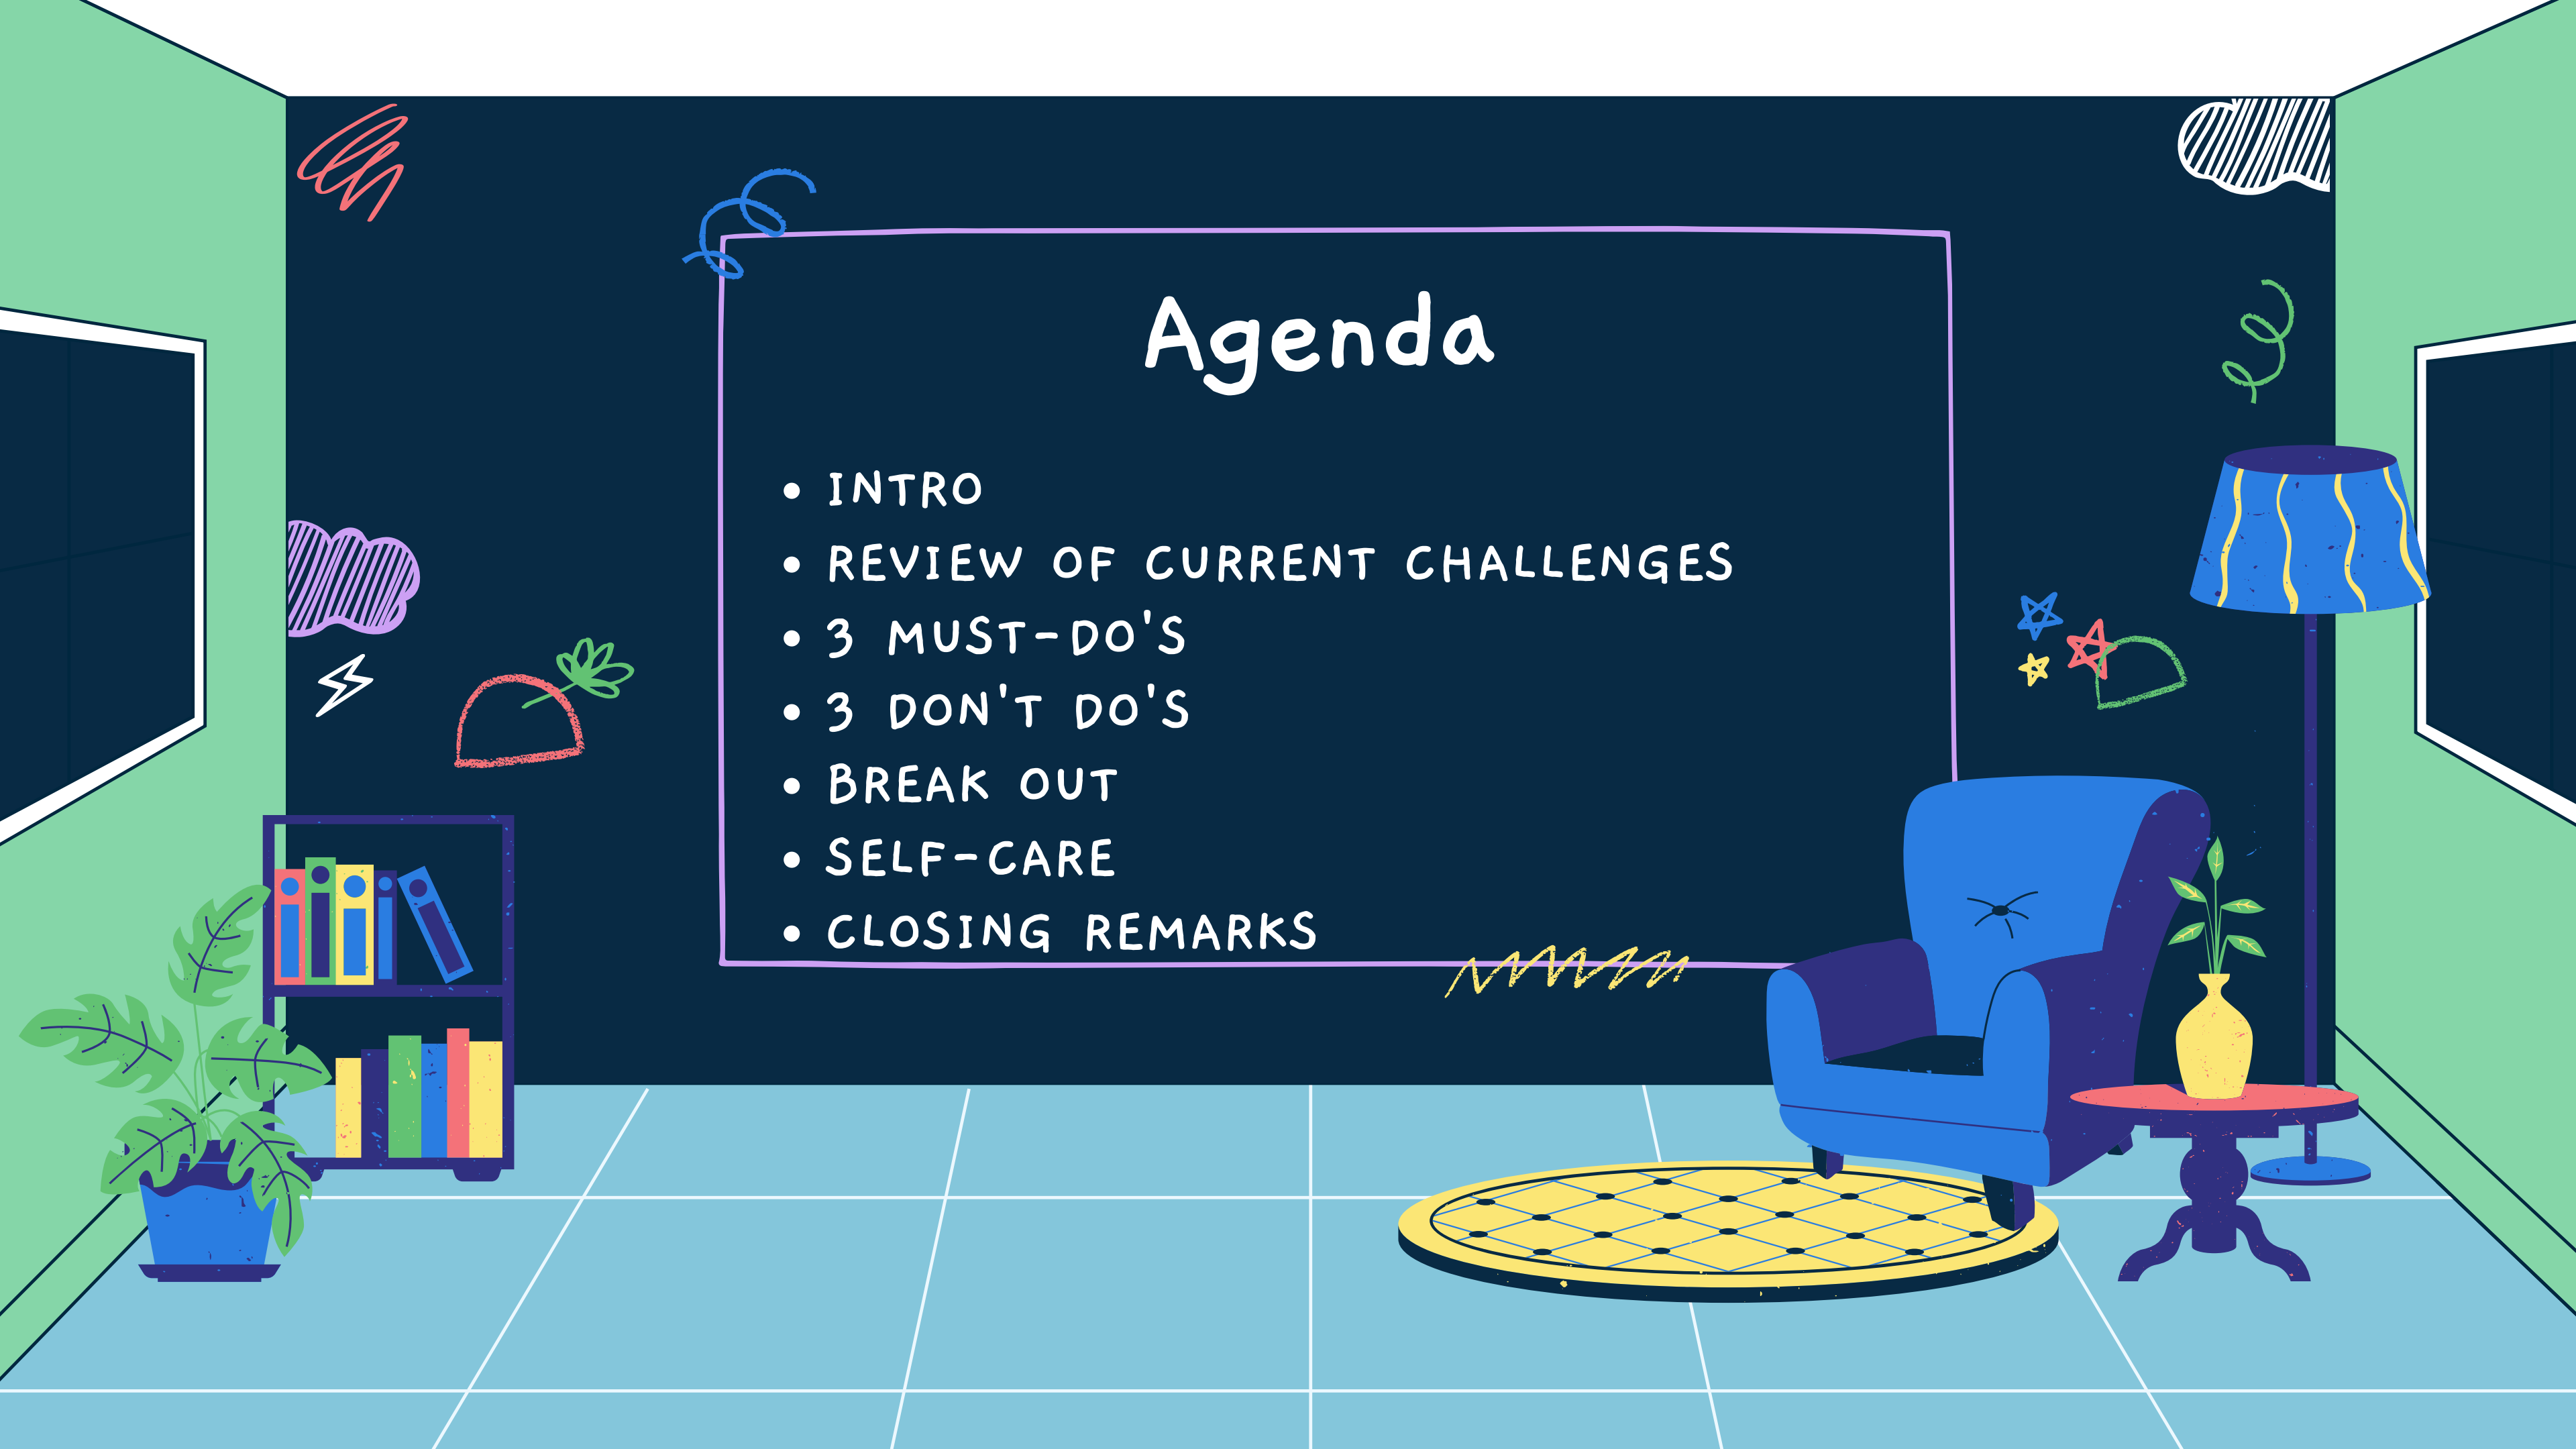 Agenda
• INTRO
• REVIEW OF CURRENT CHALLENGES
• 3 MUST-DO'S
• 3 DON'T DO'S
• BREAK OUT
• SELF-CARE
• CLOSING REMARKS